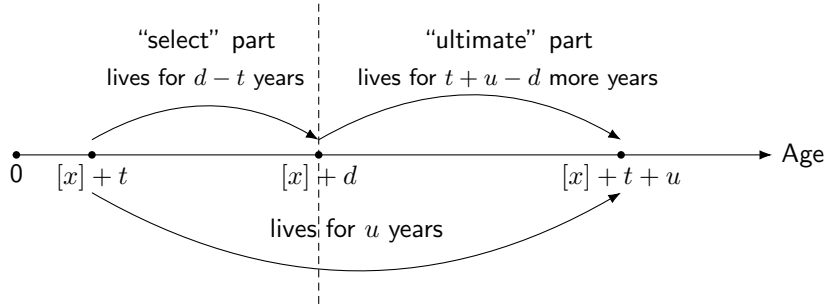 “select” part
“ultimate” part
lives for d − t years
lives for t + u − d more years
Age
0
[x] + t
[x] + d
[x] + t + u
lives for u years